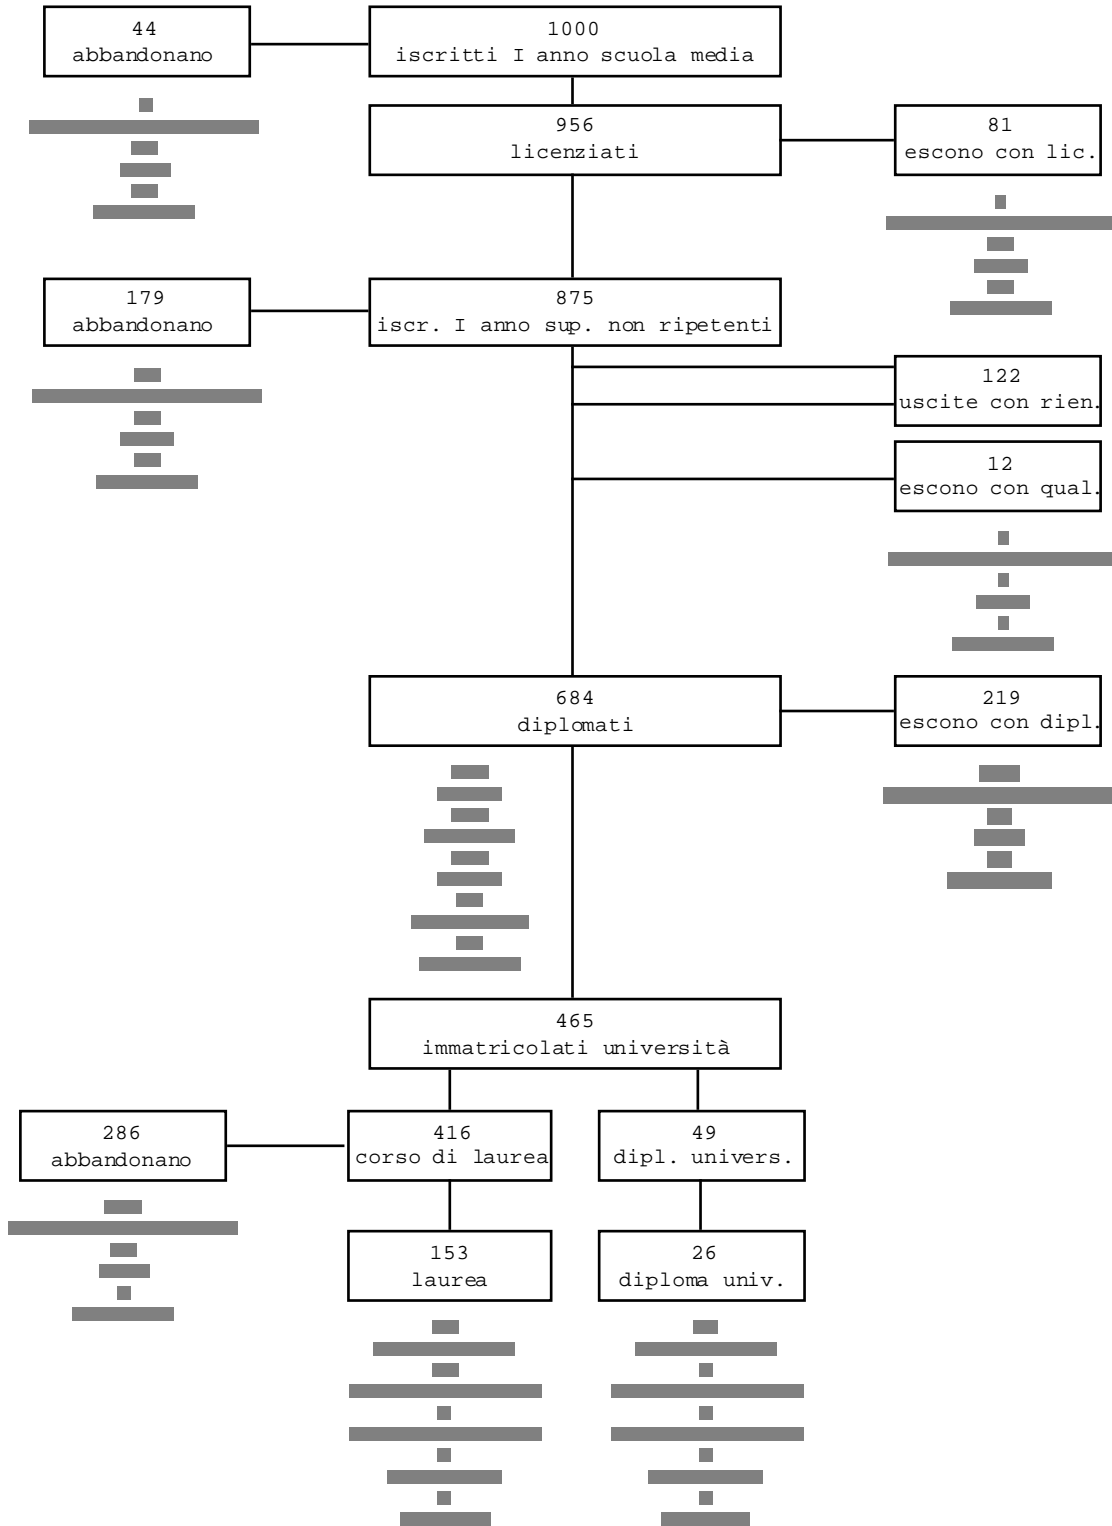 44
abbandonano
1000
iscritti I anno scuola media
956
licenziati
81
escono con lic.
179
abbandonano
875
iscr. I anno sup. non ripetenti
122
uscite con rien.
12
escono con qual.
684
diplomati
219
escono con dipl.
465
immatricolati università
286
abbandonano
416
corso di laurea
49
dipl. univers.
153
laurea
26
diploma univ.